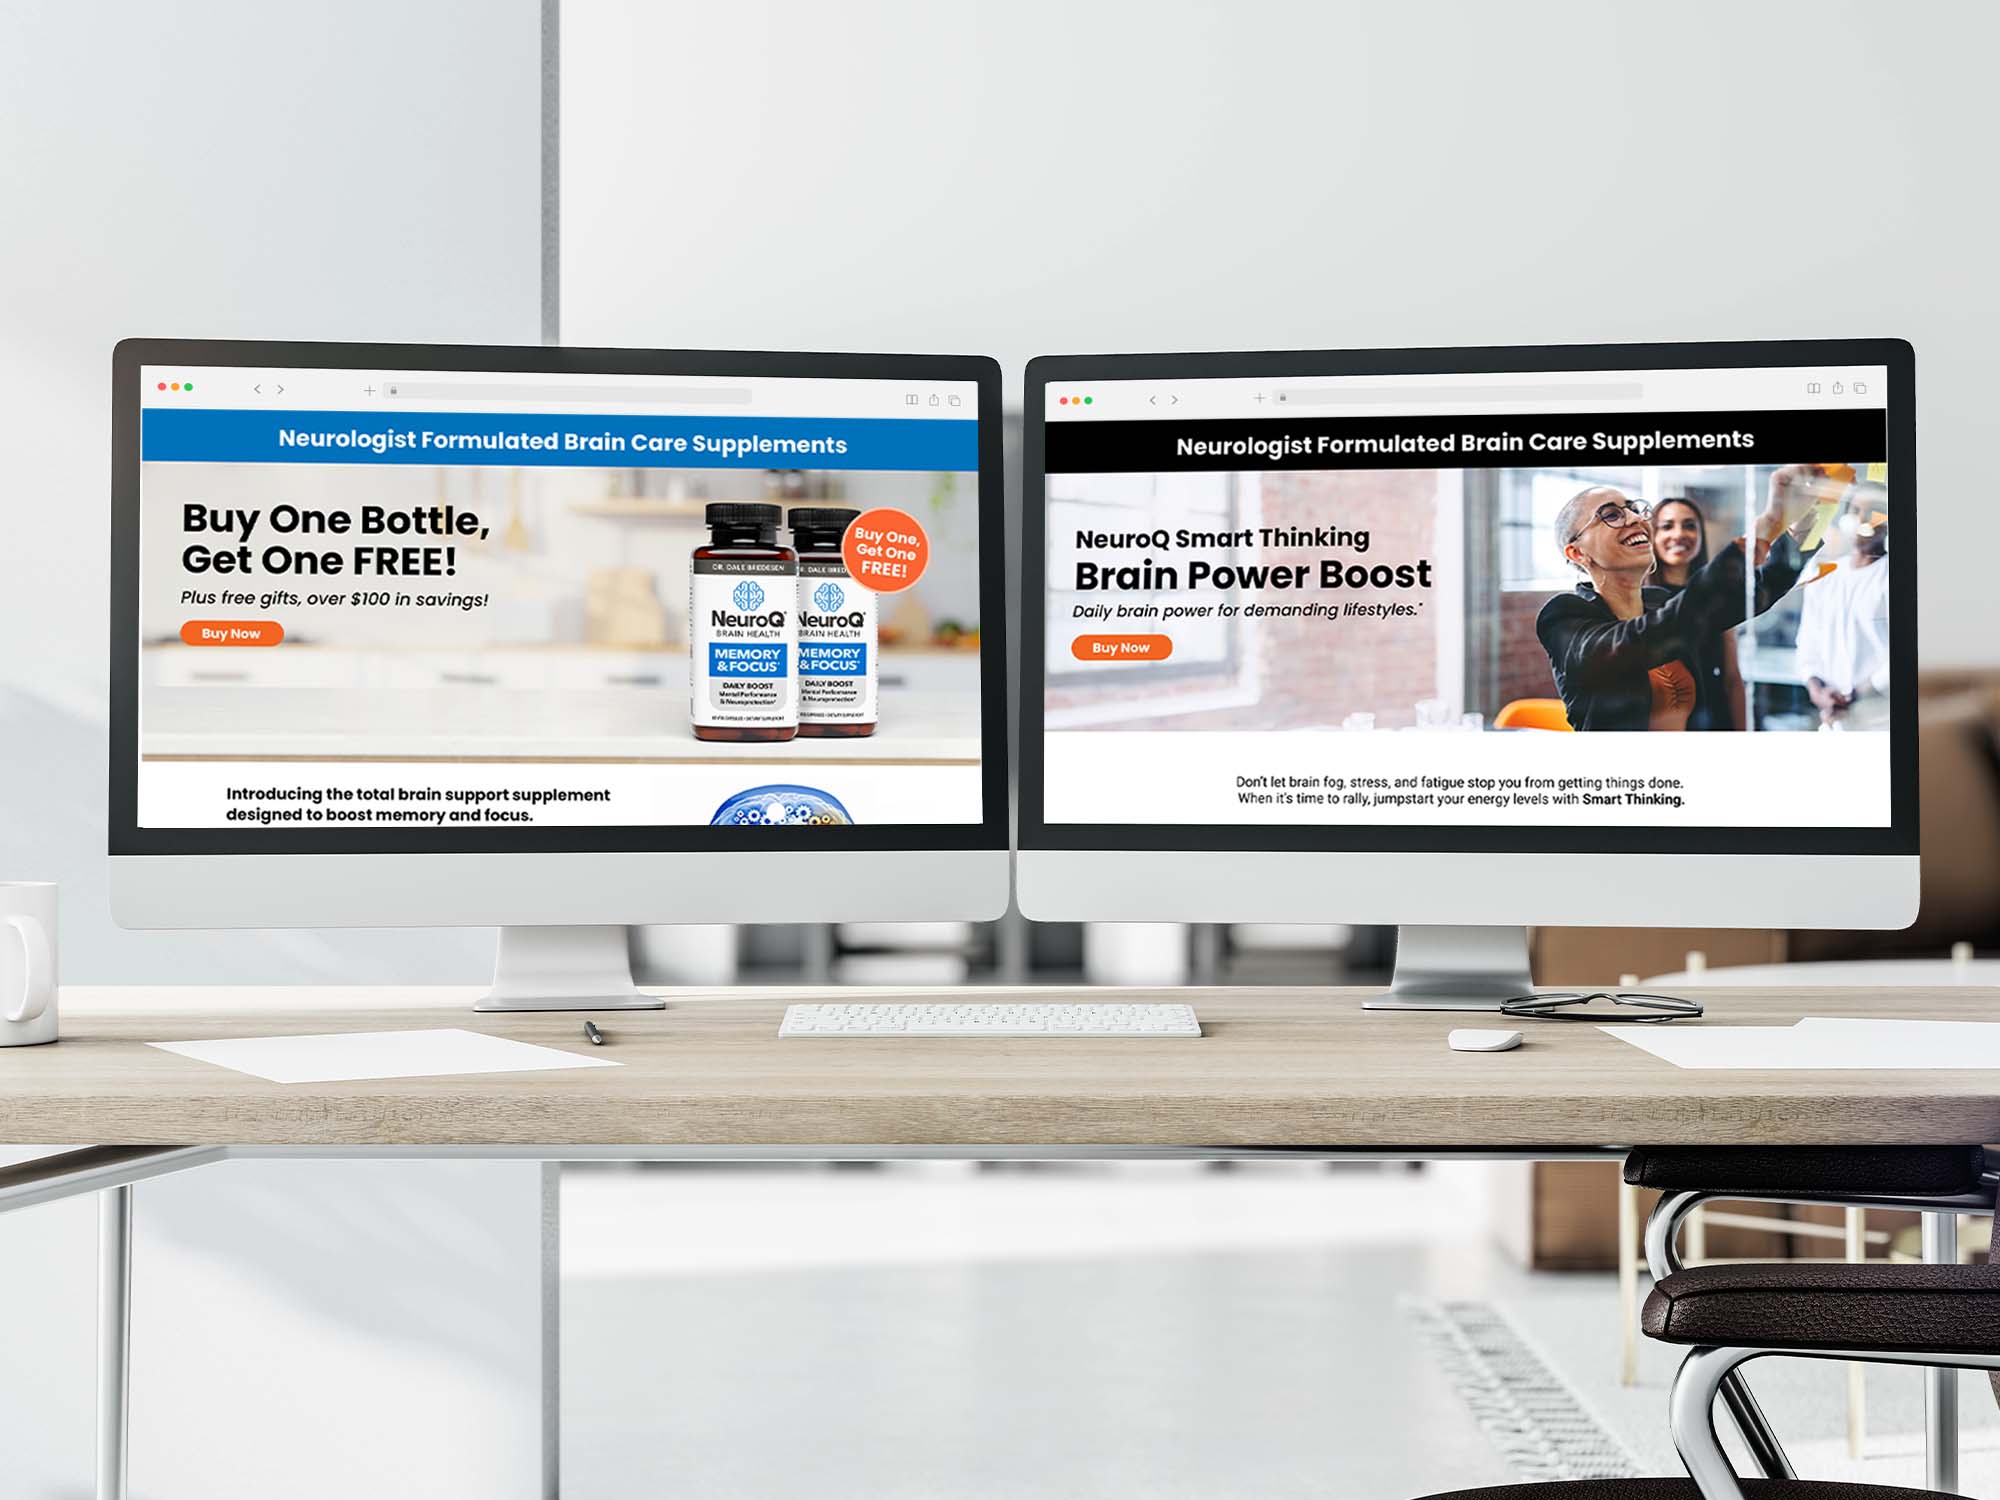 Neurologist Formulated Brain Care Supplements
Buy One Bottle,
Get One FREE!
Plus free gifts, over $100 in savings!
Buy Now
Buy One,
Get One
FREE!
DR. DALE BREDESEN
NeuroQ®
BRAIN HEALTH
MEMORY
& FOCUS
DAILY BOOST
Mental Performance
& Neuroprotection*
DR. DALE BRED
NeuroQ®
BRAIN HEALTH
MEMORY
& FOCUS
DAILY BOOST
Mental Performance
& Neuroprotection*
Introducing the total brain support supplement
designed to boost memory and focus.
Neurologist Formulated Brain Care Supplements
NeuroQ Smart Thinking
Brain Power Boost
Daily brain power for demanding lifestyles.*
Buy Now
Don't let brain fog, stress, and fatigue stop you from getting things done.
When it's time to rally, jumpstart your energy levels with Smart Thinking.